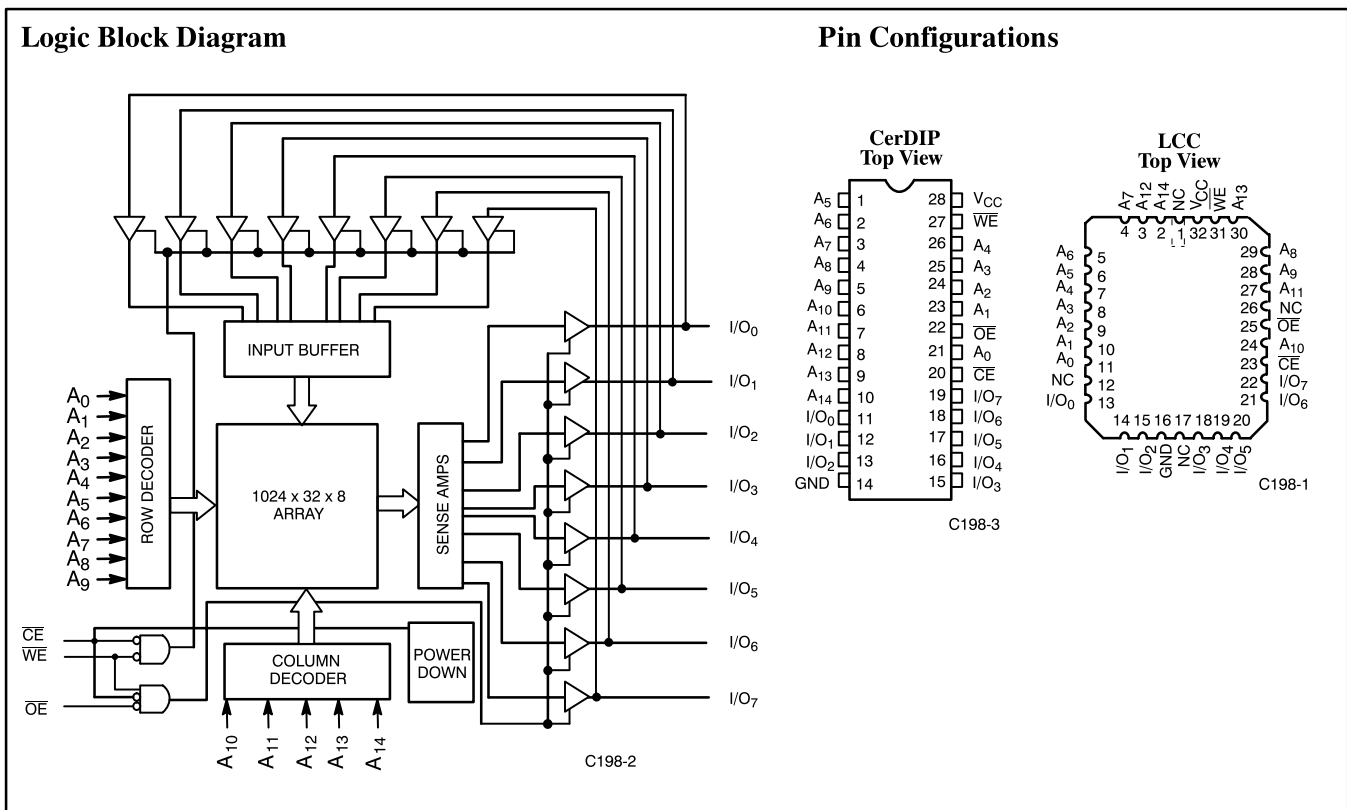 Logic Block Diagram
INPUT BUFFER
A0
A1
A2
A3
A4
A5
A6
A7
A8
A9
ROW DECODER
1024 x 32 x 8
ARRAY
SENSE AMPS
I/O0
I/O1
I/O2
I/O3
I/O4
I/O5
I/O6
I/O7
CE
WE
OE
COLUMN
DECODER
POWER
DOWN
A10
A11
A12
A13
A14
C198-2
Pin Configurations
CerDIP
Top View
A5 1 28 VCC
A6 2 27 WE
A7 3 26 A4
A8 4 25 A3
A9 5 24 A2
A10 6 23 A1
A11 7 22 OE
A12 8 21 A0
A13 9 20 CE
A14 10 19 I/O7
I/O0 11 18 I/O6
I/O1 12 17 I/O5
I/O2 13 16 I/O4
GND 14 15 I/O3
C198-3
LCC
Top View
A7 A12 A14 NC VCC WE A13
4 3 2 1 32 31 30
A6 5 29 A8
A5 6 28 A9
A4 7 27 A11
A3 8 26 NC
A2 9 25 OE
A1 10 24 A10
A0 11 23 CE
NC 12 22 I/O7
I/O0 13 21 I/O6
14 15 16 17 18 19 20
I/O1 I/O2 GND NC I/O3 I/O4 I/O5
C198-1